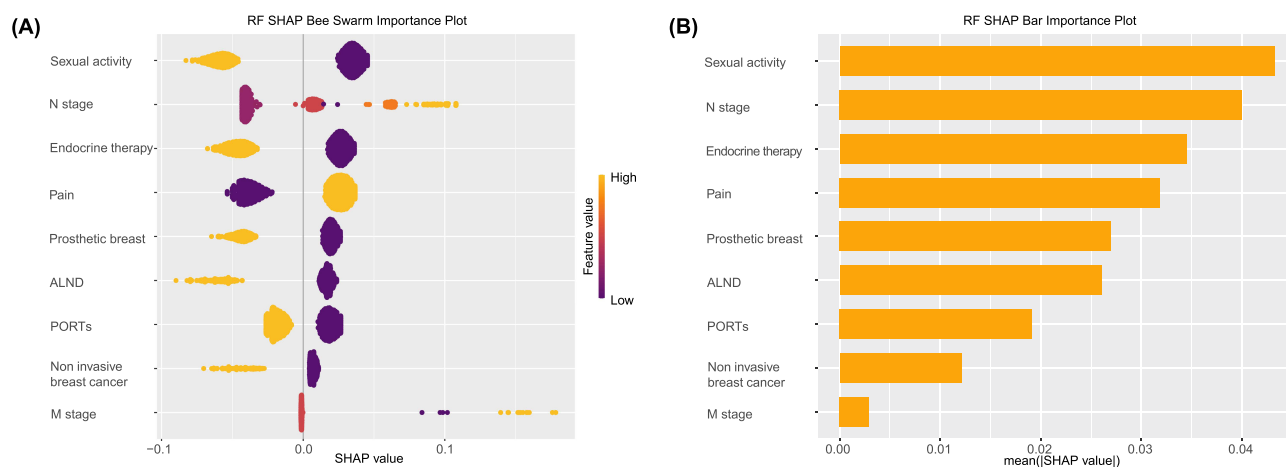 (A)
RF SHAP Bee Swarm Importance Plot
Sexual activity
N stage
Endocrine therapy
Pain
Prosthetic breast
ALND
PORTs
Non invasive
breast cancer
M stage
−0.1
0.0
0.1
SHAP value
High
Feature value
Low
(B)
RF SHAP Bar Importance Plot
Sexual activity
N stage
Endocrine therapy
Pain
Prosthetic breast
ALND
PORTs
Non invasive
breast cancer
M stage
0.00
0.01
0.02
0.03
0.04
mean(|SHAP value|)